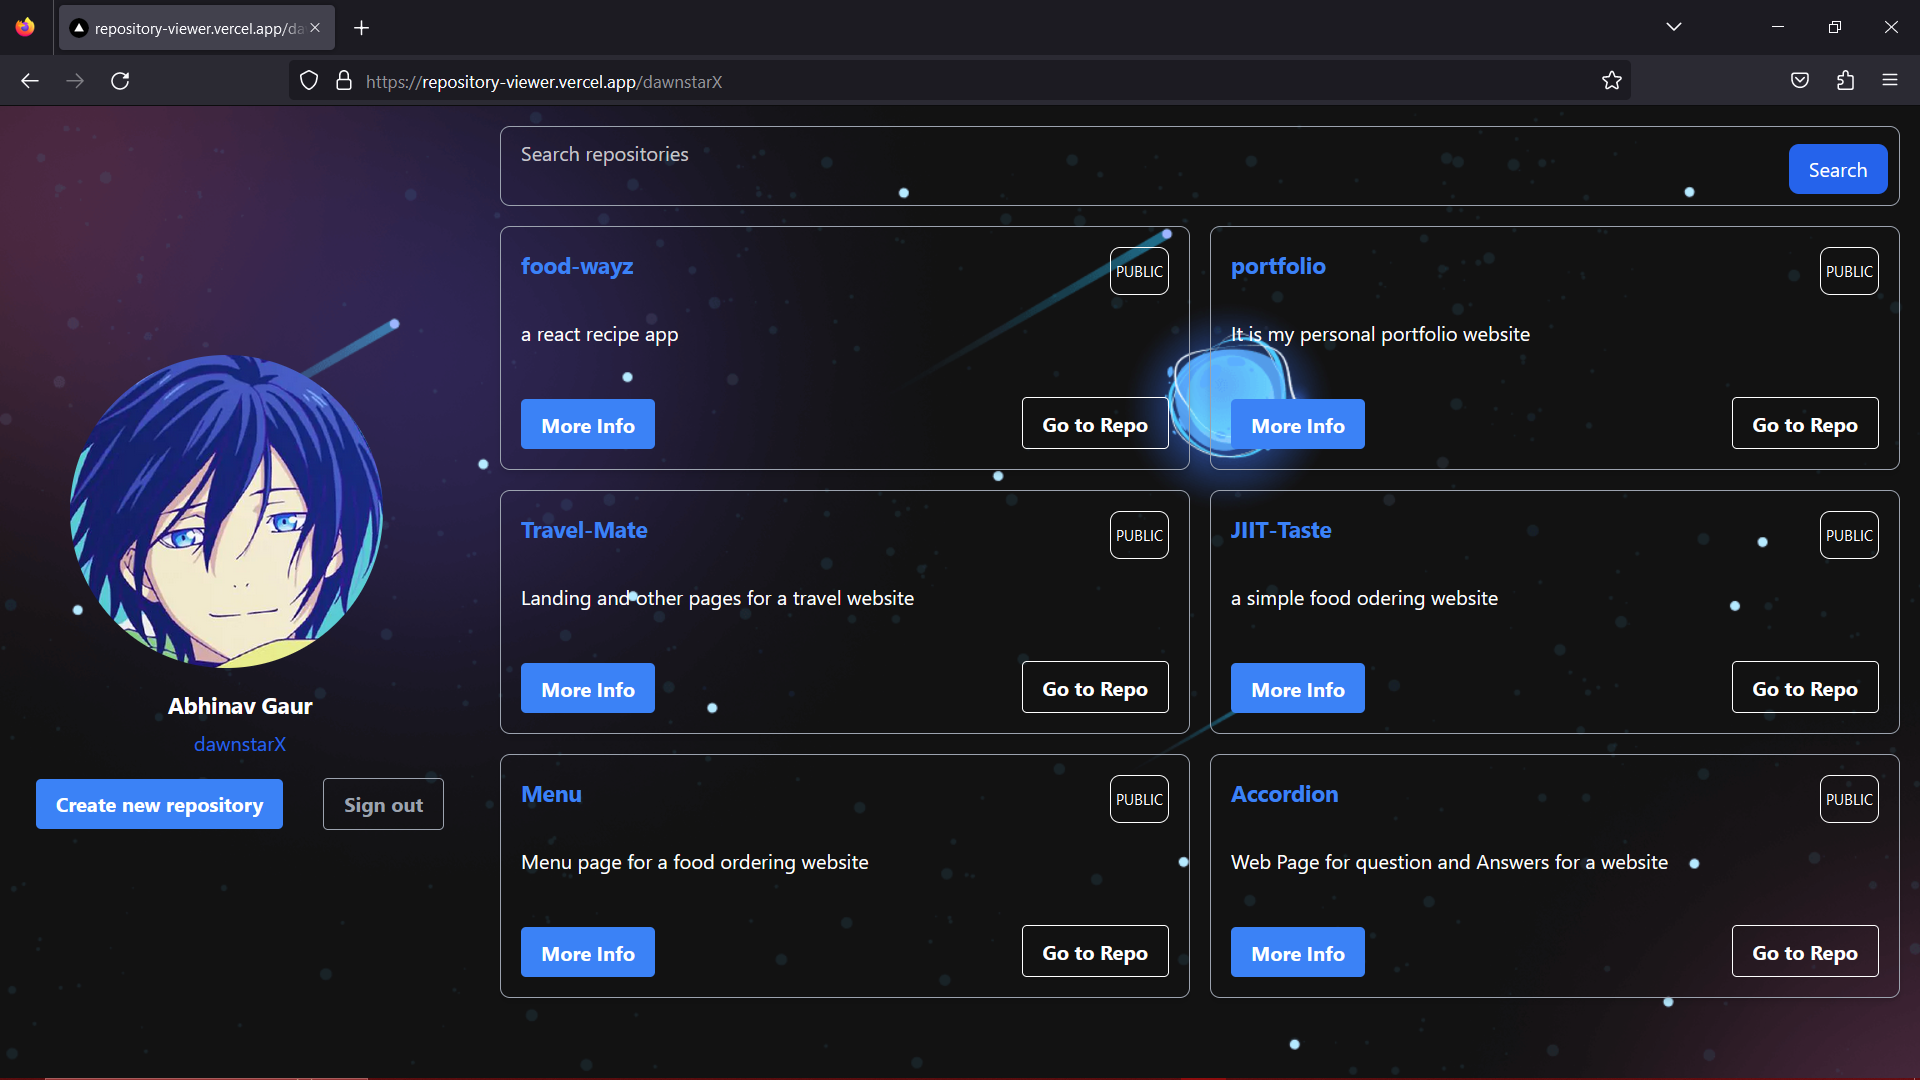 repository-viewer.vercel.app/da
https://repository-viewer.vercel.app/dawnstarX
Search repositories
Search
food-wayz
PUBLIC
a react recipe app
More Info
Go to Repo
portfolio
PUBLIC
It is my personal portfolio website
More Info
Go to Repo
Travel-Mate
PUBLIC
Landing and other pages for a travel website
More Info
Go to Repo
JIIT-Taste
PUBLIC
a simple food odering website
More Info
Go to Repo
Abhinav Gaur
dawnstarX
Create new repository
Sign out
Menu
PUBLIC
Menu page for a food ordering website
More Info
Go to Repo
Accordion
PUBLIC
Web Page for question and Answers for a website
More Info
Go to Repo